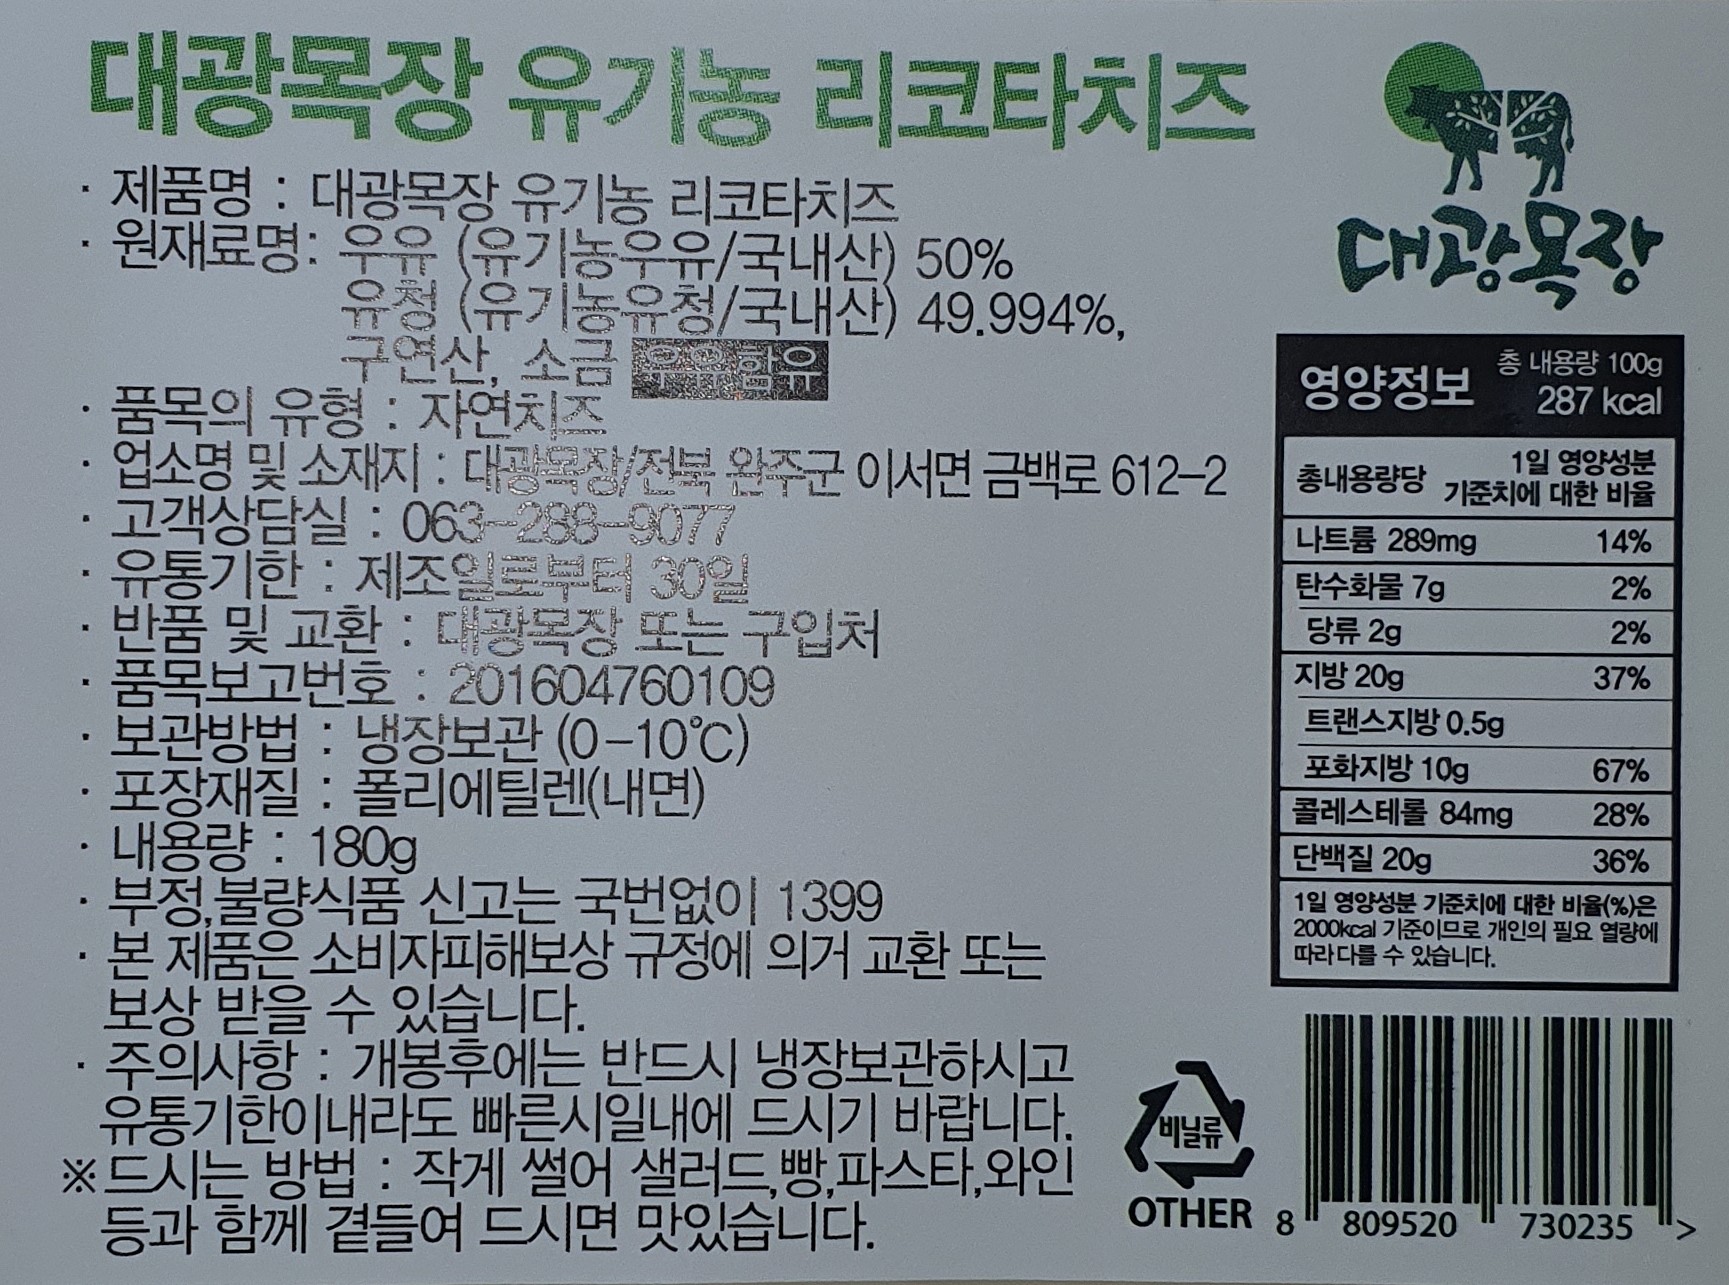 대광목장 유기농 리코타치즈
· 제품명 : 대광목장 유기농 리코타치즈
· 원재료명: 우유 (유기농우유/국내산) 50%
유청 (유기농유청/국내산) 49.994%,
구연산, 소금 우유함유
· 품목의 유형 : 자연치즈
· 업소명 및 소재지 : 대광목장/전북 완주군 이서면 금백로 612-2
· 고객상담실 : 063-288-9077
· 유통기한 : 제조일로부터 30일
· 반품 및 교환 : 대광목장 또는 구입처
· 품목보고번호 : 201604760109
· 보관방법 : 냉장보관 (0-10℃)
· 포장재질 : 폴리에틸렌(내면)
· 내용량 : 180g
· 부정,불량식품 신고는 국번없이 1399
· 본 제품은 소비자피해보상 규정에 의거 교환 또는
보상 받을 수 있습니다.
· 주의사항 : 개봉후에는 반드시 냉장보관하시고
유통기한이내라도 빠른시일내에 드시기 바랍니다.
※드시는 방법 : 작게 썰어 샐러드,빵,파스타,와인
등과 함께 곁들여 드시면 맛있습니다.
대광목장
영양정보
총 내용량 100g
287 kcal
총내용량당
1일 영양성분
기준치에 대한 비율
나트륨 289mg 14%
탄수화물 7g 2%
당류 2g 2%
지방 20g 37%
트랜스지방 0.5g
포화지방 10g 67%
콜레스테롤 84mg 28%
단백질 20g 36%
1일 영양성분 기준치에 대한 비율(%)은
2000kcal 기준이므로 개인의 필요 열량에
따라 다를 수 있습니다.
비닐류
OTHER
8 809520 730235 >